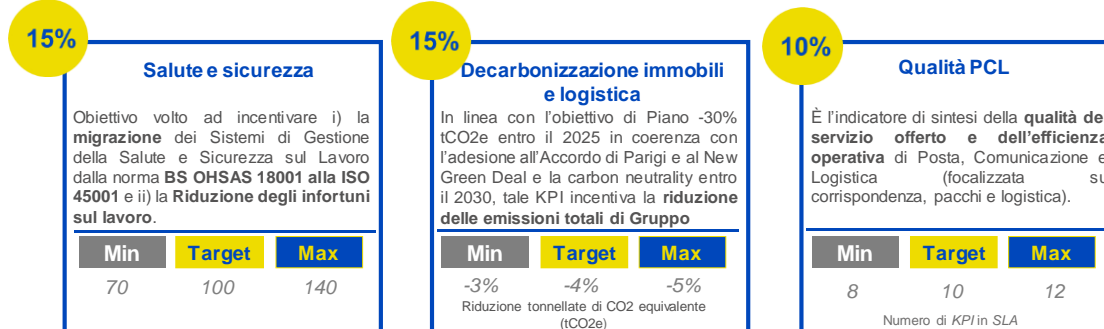 15%
Salute e sicurezza
Obiettivo volto ad incentivare i) la
migrazione dei Sistemi di Gestione
della Salute e Sicurezza sul Lavoro
dalla norma BS OHSAS 18001 alla ISO
45001 e ii) la Riduzione degli infortuni
sul lavoro.
Min Target Max
70 100 140
15%
Decarbonizzazione immobili
e logistica
In linea con l'obiettivo di Piano -30%
tCO2e entro il 2025 in coerenza con
l'adesione all'Accordo di Parigi e al New
Green Deal e la carbon neutrality entro
il 2030, tale KPI incentiva la riduzione
delle emissioni totali di Gruppo
Min Target Max
-3% -4% -5%
Riduzione tonnellate di CO2 equivalente
(tCO2e)
10%
Qualità PCL
È l'indicatore di sintesi della qualità de
servizio offerto e dell'efficienza
operativa di Posta, Comunicazione e
Logistica (focalizzata su
corrispondenza, pacchi e logistica).
Min Target Max
8 10 12
Numero di KPI in SLA